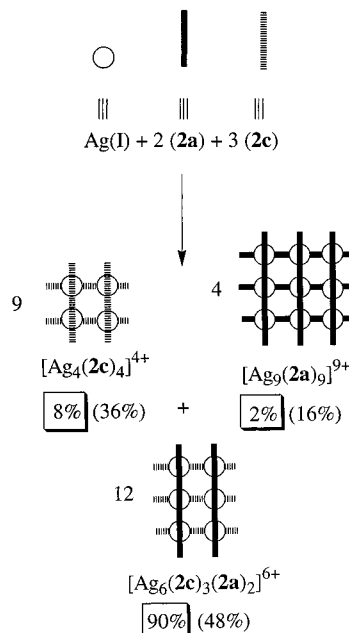 Ag(I) + 2 (2a) + 3 (2c)
9
4
[Ag4(2c)4]4+
[Ag9(2a)9]9+
8% (36%)
+
2% (16%)
12
[Ag6(2c)3(2a)2]6+
90% (48%)